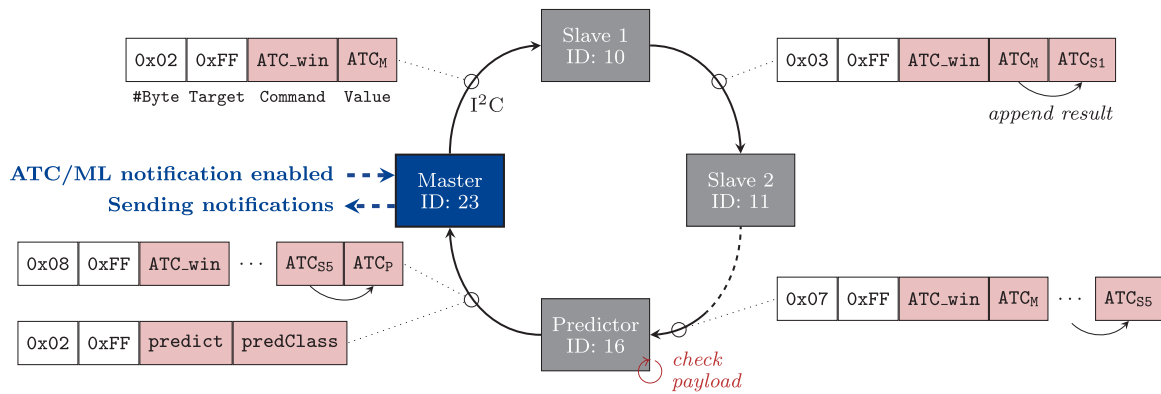 0x02 0xFF ATC_win ATC_M
#Byte Target Command Value
I²C
Slave 1
ID: 10
0x03 0xFF ATC_win ATC_M ATC_S1
append result
ATC/ML notification enabled
Sending notifications
Master
ID: 23
Slave 2
ID: 11
0x08 0xFF ATC_win ··· ATC_S5 ATC_P
0x02 0xFF predict predClass
Predictor
ID: 16
check
payload
0x07 0xFF ATC_win ATC_M ··· ATC_S5